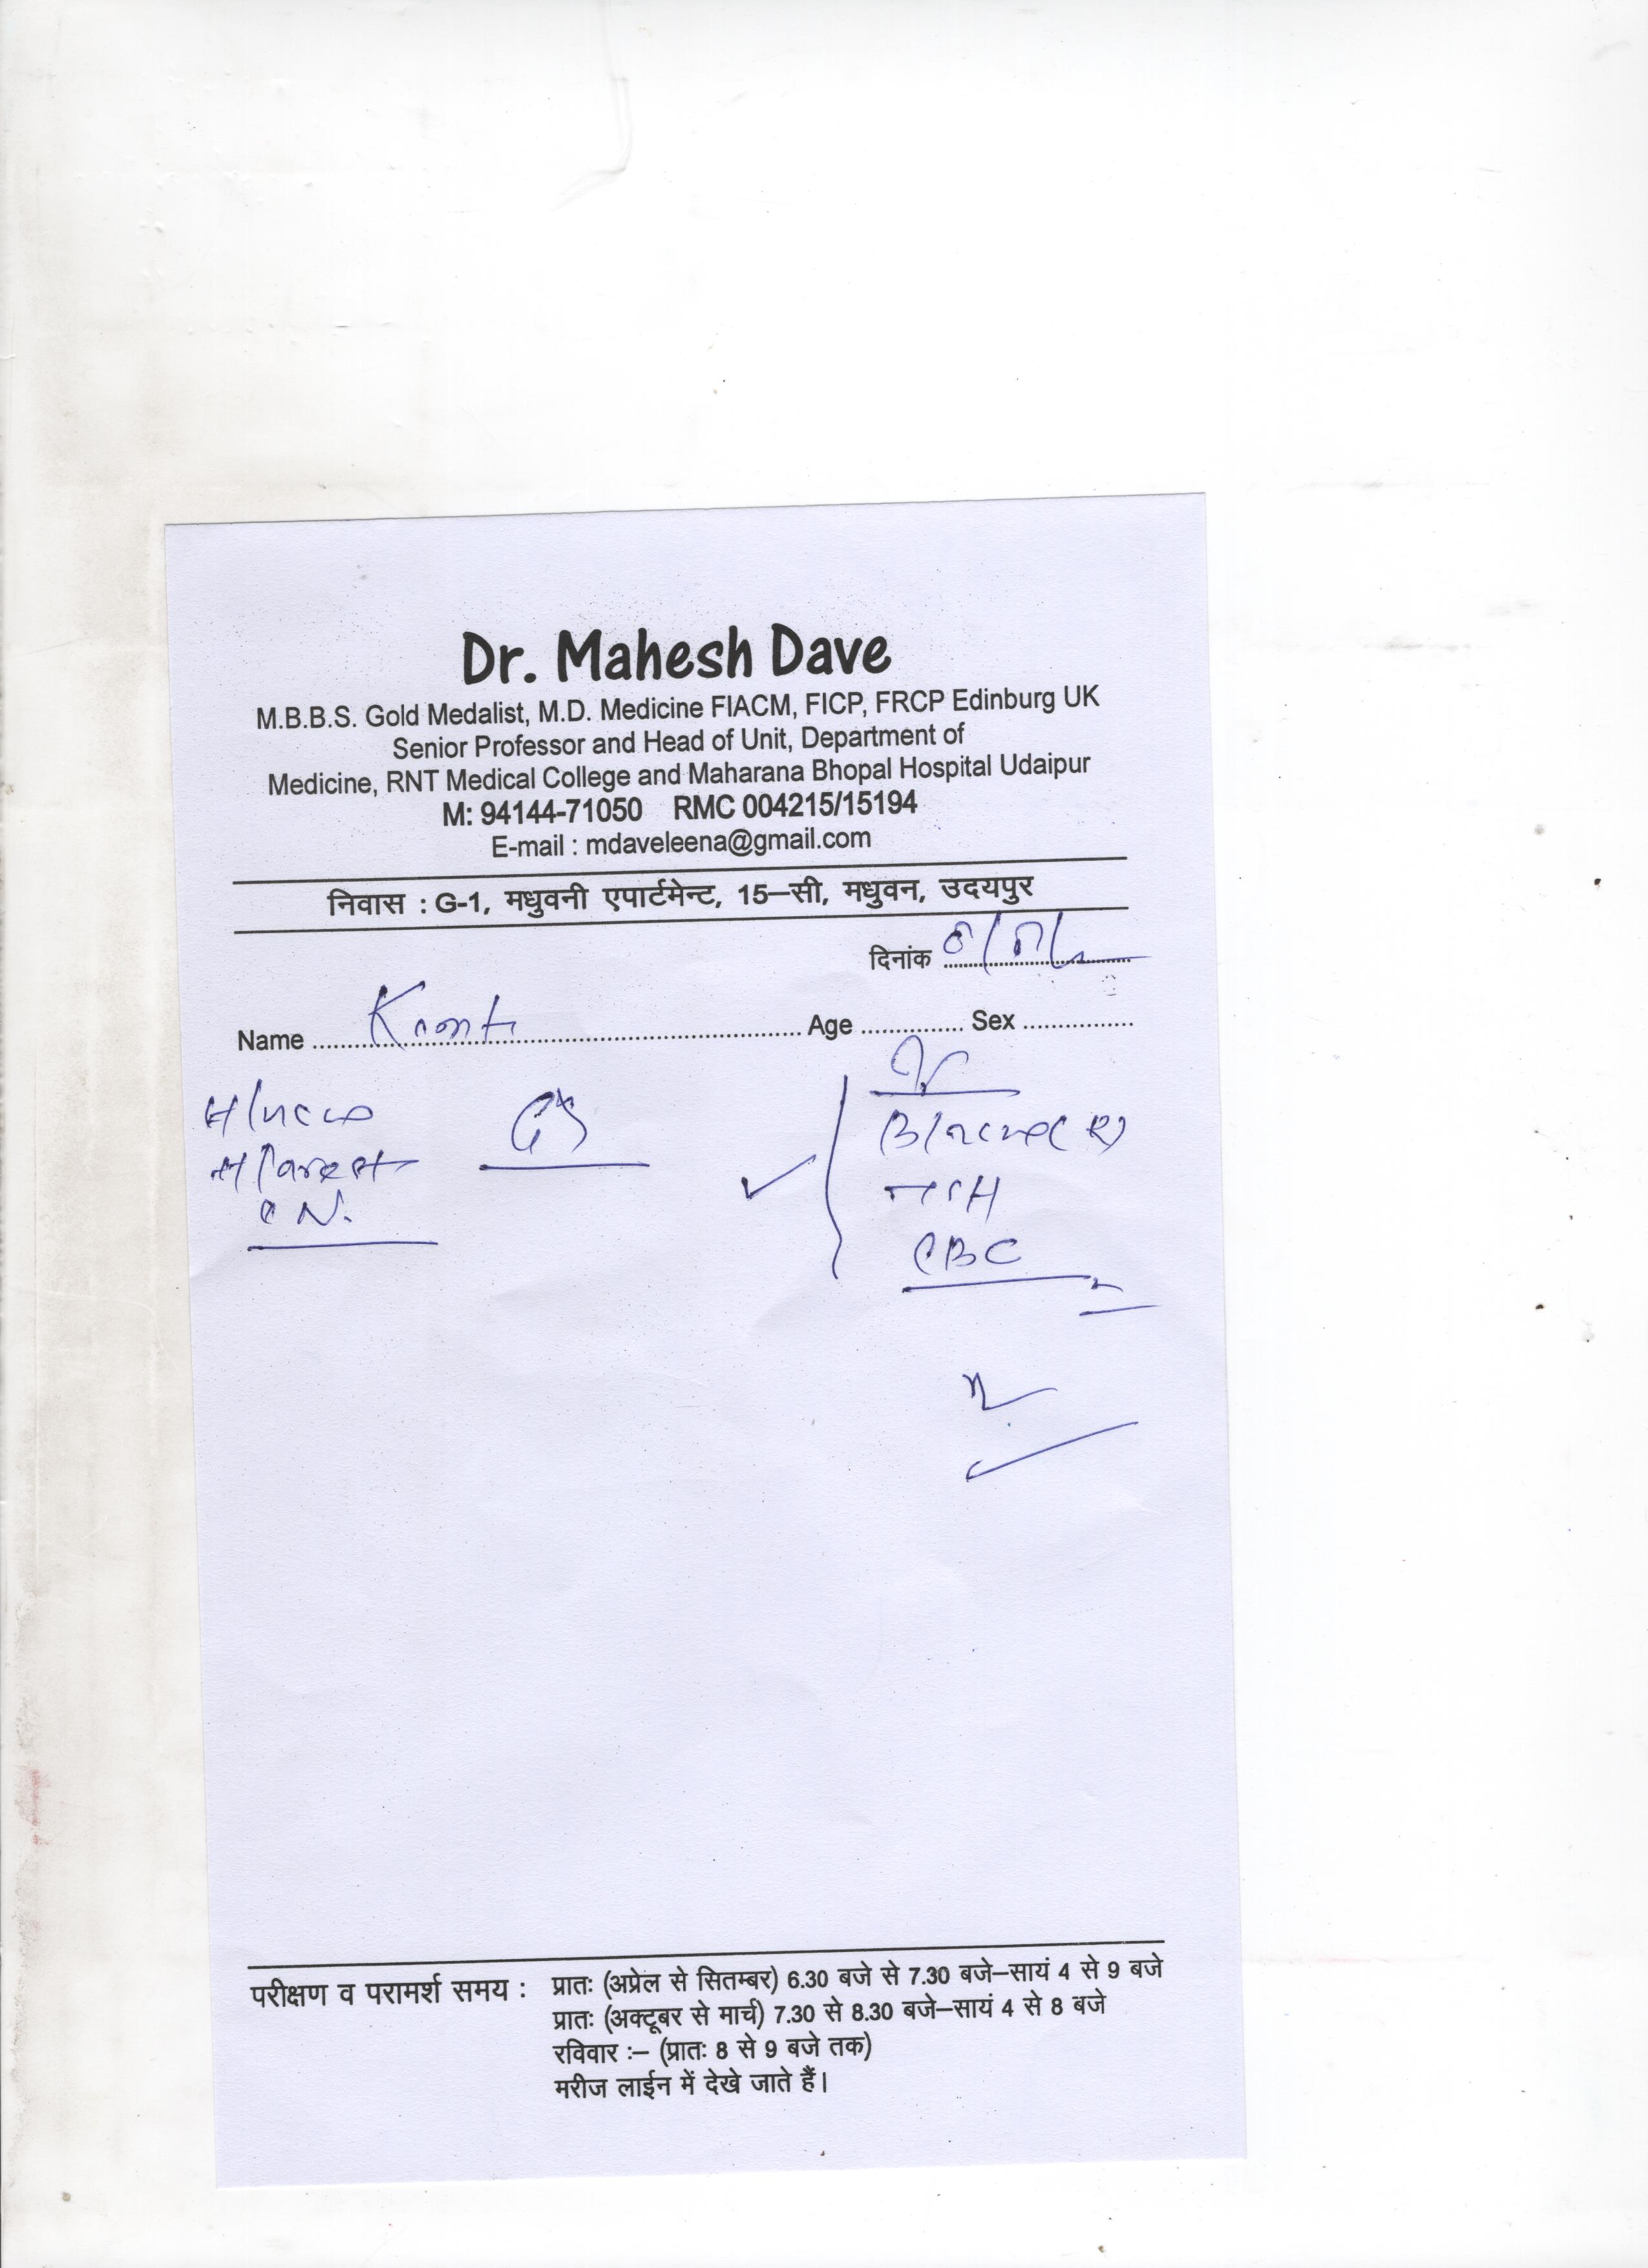 Dr. Mahesh Dave
M.B.B.S. Gold Medalist, M.D. Medicine FIACM, FICP, FRCP Edinburg UK
Senior Professor and Head of Unit, Department of
Medicine, RNT Medical College and Maharana Bhopal Hospital Udaipur
M: 94144-71050 RMC 004215/15194
E-mail : mdaveleena@gmail.com
निवास : G-1, मधुवनी एपार्टमेन्ट, 15–सी, मधुवन, उदयपुर
दिनांक
Name Age Sex
CBC
परीक्षण व परामर्श समय : प्रातः (अप्रेल से सितम्बर) 6.30 बजे से 7.30 बजे–सायं 4 से 9 बजे
प्रातः (अक्टूबर से मार्च) 7.30 से 8.30 बजे–सायं 4 से 8 बजे
रविवार :– (प्रातः 8 से 9 बजे तक)
मरीज लाईन में देखे जाते हैं।